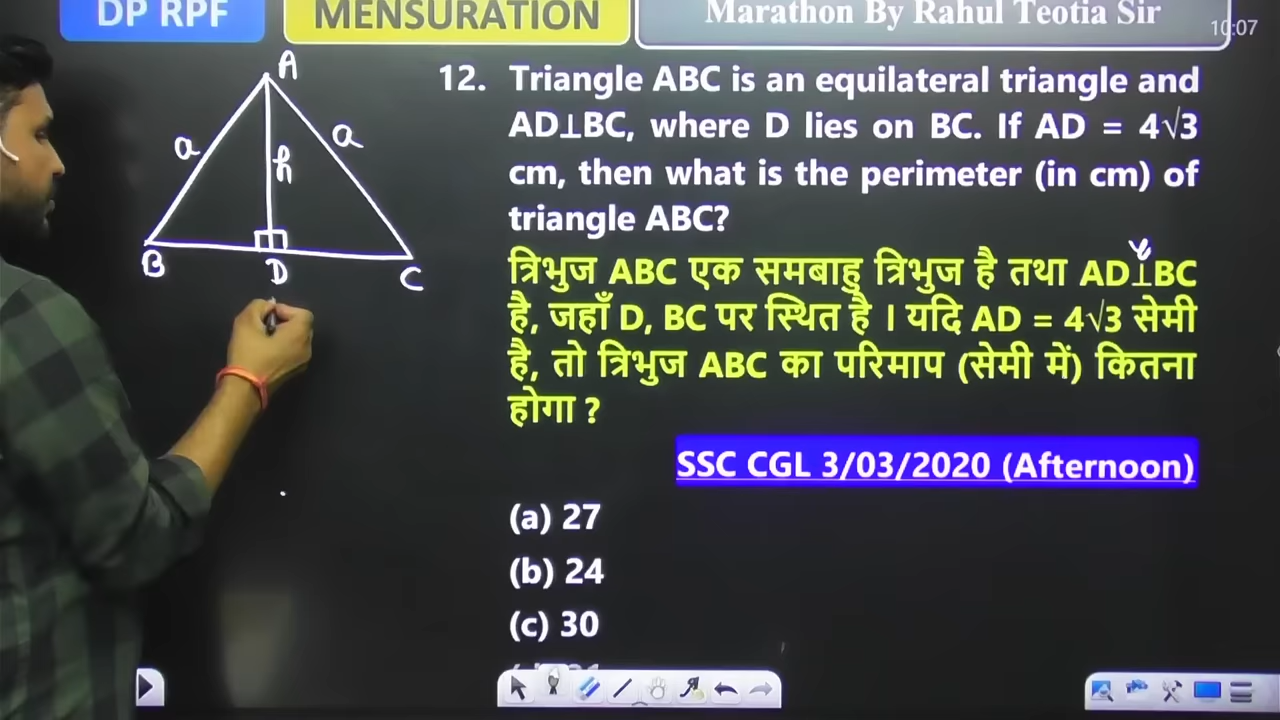 DP RPF
MENSURATION
Marathon By Rahul Teotia Sir
10:07
A
a
a
h
B
D
C
12. Triangle ABC is an equilateral triangle and
AD⊥BC, where D lies on BC. If AD = 4√3
cm, then what is the perimeter (in cm) of
triangle ABC?
त्रिभुज ABC एक समबाहु त्रिभुज है तथा AD⊥BC
है, जहाँ D, BC पर स्थित है । यदि AD = 4√3 सेमी
है, तो त्रिभुज ABC का परिमाप (सेमी में) कितना
होगा ?
SSC CGL 3/03/2020 (Afternoon)
(a) 27
(b) 24
(c) 30